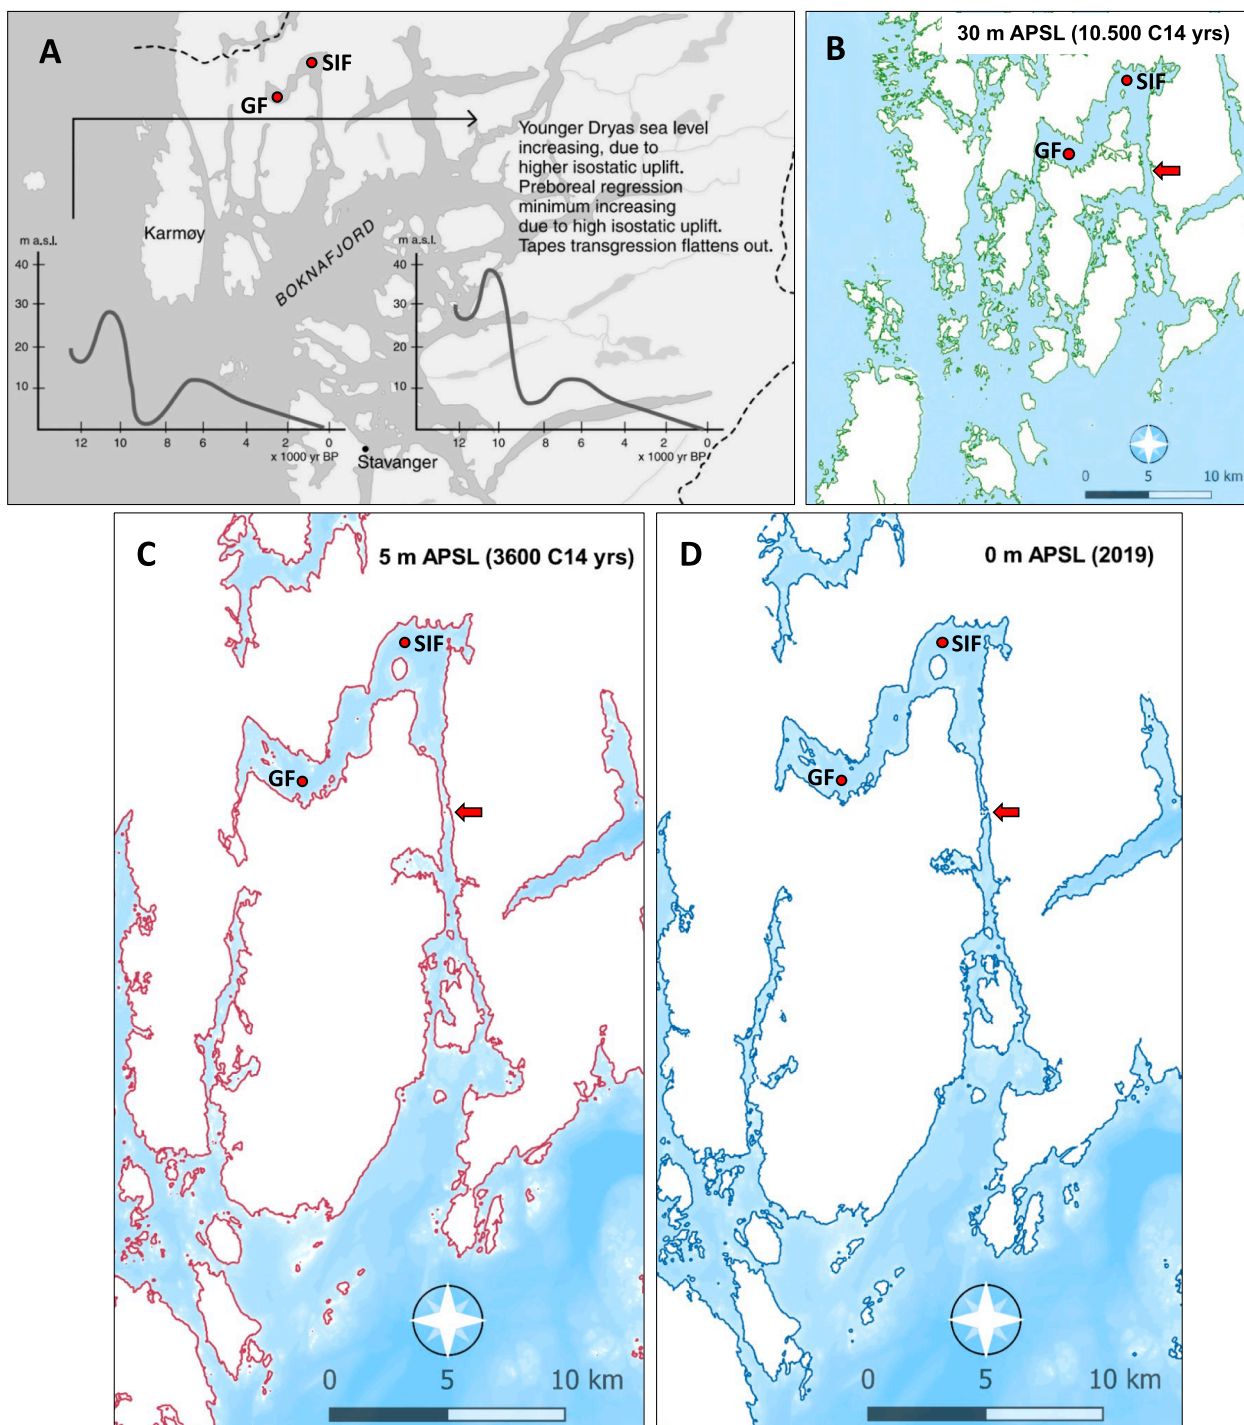 A
SIF
GF
Younger Dryas sea level
increasing, due to
higher isostatic uplift.
Preboreal regression
minimum increasing
due to high isostatic uplift.
Tapes transgression flattens out.
Karmøy
BOKNAFJORD
m a.s.l.
40
30
20
10
12
10
8
6
4
2
0
x 1000 yr BP
m a.s.l.
40
30
20
10
12
10
8
6
4
2
0
x 1000 yr BP
Stavanger
B
30 m APSL (10.500 C14 yrs)
SIF
GF
0
5
10 km
C
5 m APSL (3600 C14 yrs)
SIF
GF
0
5
10 km
D
0 m APSL (2019)
SIF
GF
0
5
10 km